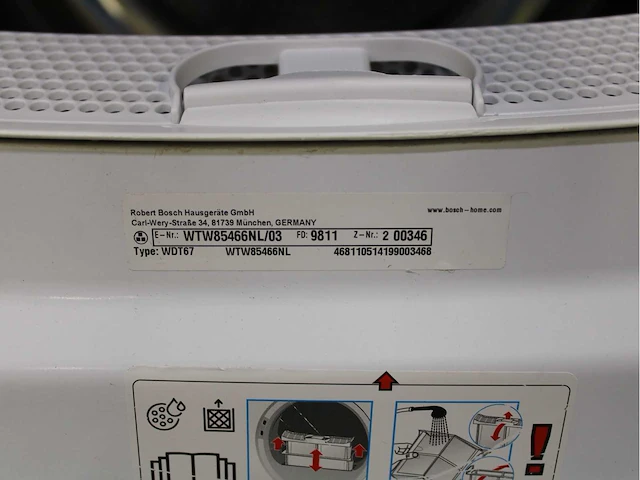 Robert Bosch Hausgeräte GmbH
www.bosch-home.com
Carl-Wery-Straße 34, 81739 München, GERMANY
E-Nr.: WTW85466NL/03 FD: 9811 Z-Nr.: 2 00346
Type: WDT67 WTW85466NL 468110514199003468